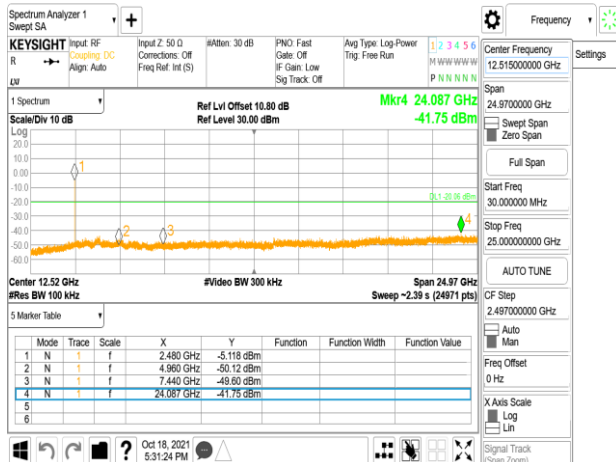 Spectrum Analyzer 1
Swept SA
Frequency
Settings
KEYSIGHT
R
LXI
Input: RF
Coupling: DC
Align: Auto
Input Z: 50 Ω
Corrections: Off
Freq Ref: Int (S)
#Atten: 30 dB
PNO: Fast
Gate: Off
IF Gain: Low
Sig Track: Off
Avg Type: Log-Power
Trig: Free Run
1 2 3 4 5 6
M W W W W W
P N N N N N
1 Spectrum
Scale/Div 10 dB
Ref Lvl Offset 10.80 dB
Ref Level 30.00 dBm
Mkr4 24.087 GHz
-41.75 dBm
Log
20.0
10.0
0.00
-10.0
-20.0
-30.0
-40.0
-50.0
-60.0
1
2
3
4
DL1 -20.06 dBm
Center 12.52 GHz
#Res BW 100 kHz
#Video BW 300 kHz
Span 24.97 GHz
Sweep ~2.39 s (24971 pts)
5 Marker Table
Mode Trace Scale X Y Function Function Width Function Value
1 N 1 f 2.480 GHz -5.118 dBm
2 N 1 f 4.960 GHz -50.12 dBm
3 N 1 f 7.440 GHz -49.60 dBm
4 N 1 f 24.087 GHz -41.75 dBm
5
6
Oct 18, 2021
5:31:24 PM
Center Frequency
12.515000000 GHz
Span
24.9700000 GHz
Swept Span
Zero Span
Full Span
Start Freq
30.000000 MHz
Stop Freq
25.000000000 GHz
AUTO TUNE
CF Step
2.497000000 GHz
Auto
Man
Freq Offset
0 Hz
X Axis Scale
Log
Lin
Signal Track
(Span Zoom)